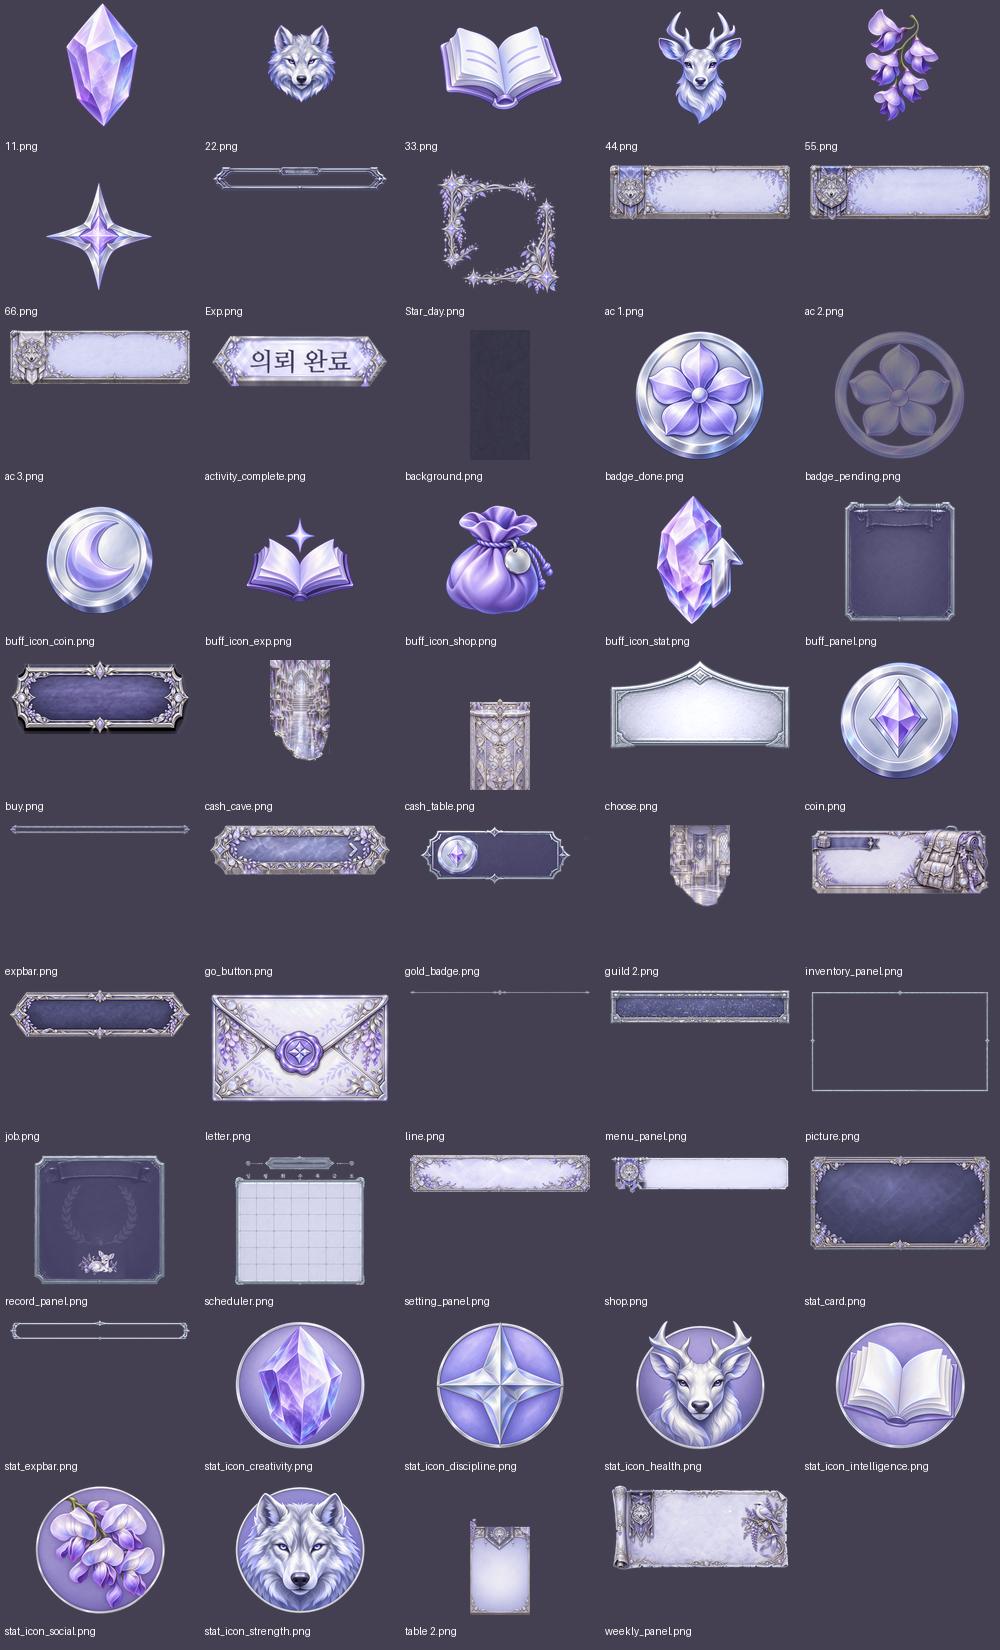 11.png
22.png
33.png
44.png
55.png
66.png
Exp.png
Star_day.png
ac 1.png
ac 2.png
의뢰 완료
ac 3.png
activity_complete.png
background.png
badge_done.png
badge_pending.png
buff_icon_coin.png
buff_icon_exp.png
buff_icon_shop.png
buff_icon_stat.png
buff_panel.png
buy.png
cash_cave.png
cash_table.png
choose.png
coin.png
expbar.png
go_button.png
gold_badge.png
guild 2.png
inventory_panel.png
job.png
letter.png
line.png
menu_panel.png
picture.png
record_panel.png
scheduler.png
setting_panel.png
shop.png
stat_card.png
stat_expbar.png
stat_icon_creativity.png
stat_icon_discipline.png
stat_icon_health.png
stat_icon_intelligence.png
stat_icon_social.png
stat_icon_strength.png
table 2.png
weekly_panel.png